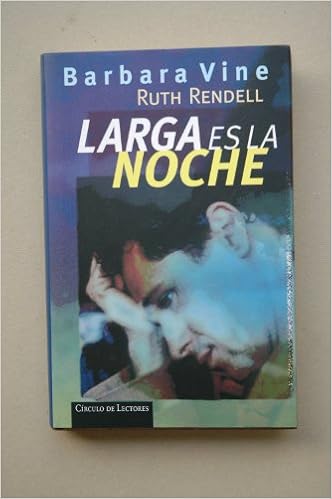 Barbara Vine
RUTH RENDELL
LARGA ES LA
NOCHE
CÍRCULO DE LECTORES